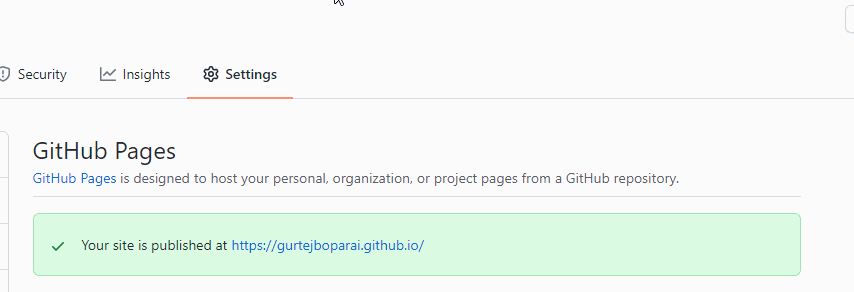 Security Insights Settings
GitHub Pages
GitHub Pages is designed to host your personal, organization, or project pages from a GitHub repository.
Your site is published at https://gurtejboparai.github.io/